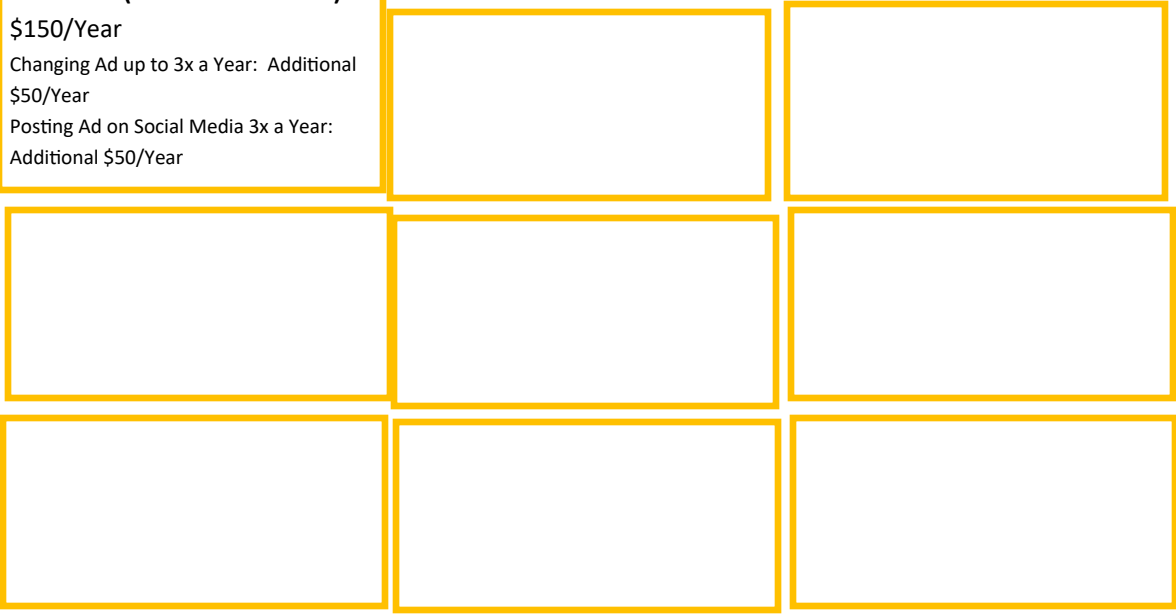 $150/Year
Changing Ad up to 3x a Year:  Additional
$50/Year
Posting Ad on Social Media 3x a Year:
Additional $50/Year